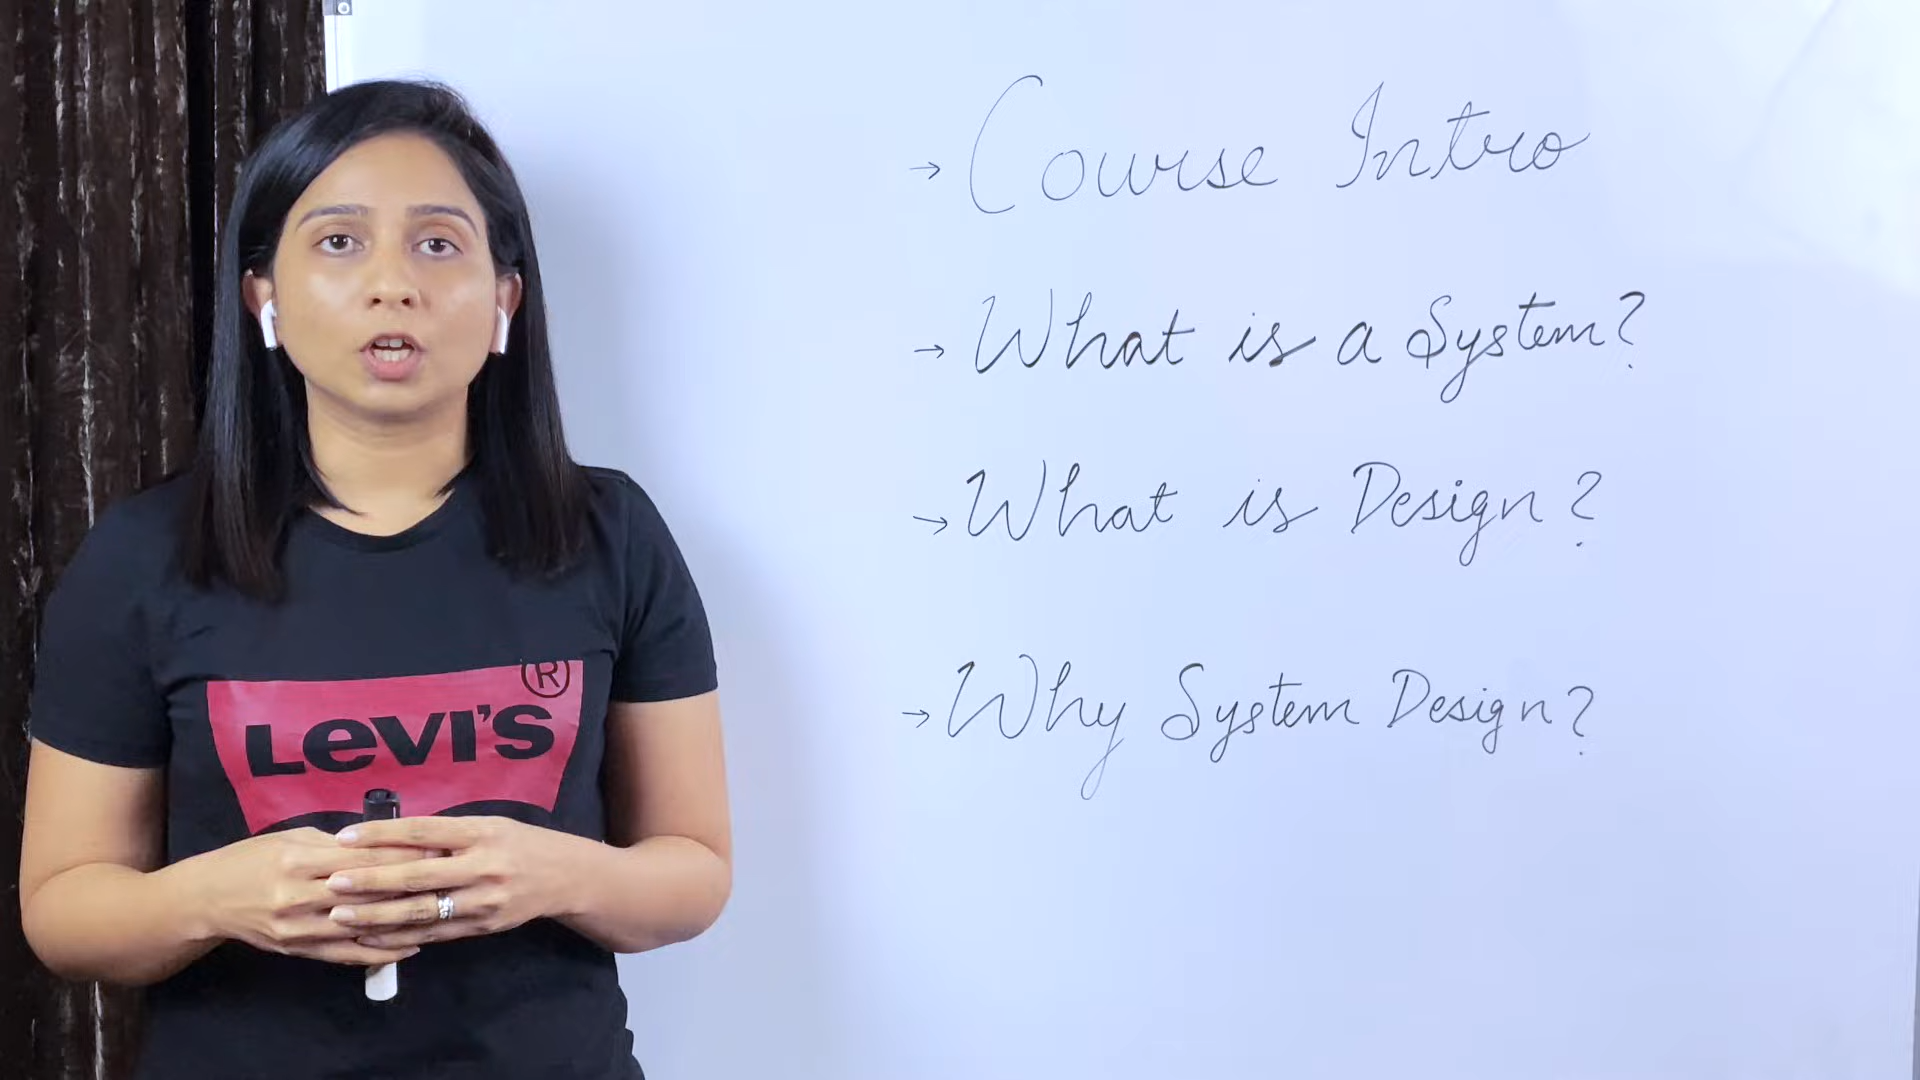 → Course Intro
→ What is a System?
→ What is Design?
→ Why System Design?
LEVI'S
®